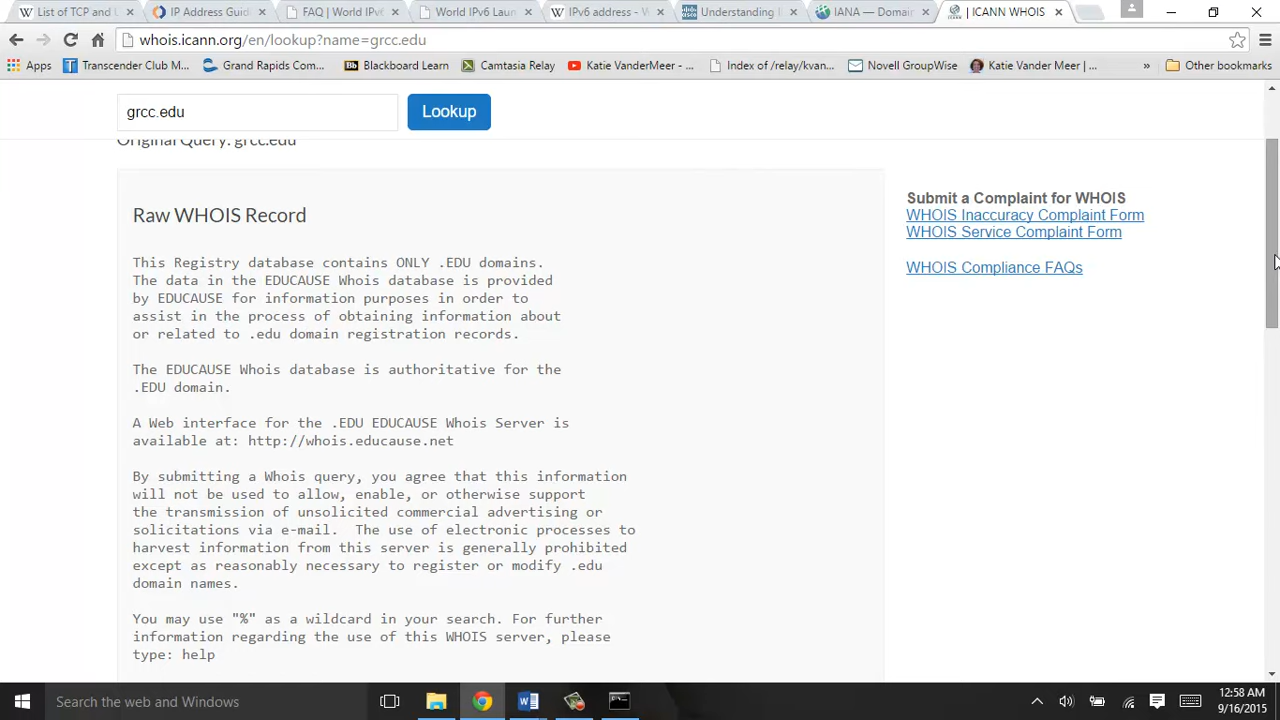 List of TCP and U
IP Address Guid
FAQ | World IPv6
World IPv6 Laun
IPv6 address - W
Understanding I
IANA — Domai
| ICANN WHOIS
whois.icann.org/en/lookup?name=grcc.edu
Apps
Transcender Club M...
Grand Rapids Com...
Blackboard Learn
Camtasia Relay
Katie VanderMeer - ...
Index of /relay/kvan...
Novell GroupWise
Katie Vander Meer | ...
»
Other bookmarks
grcc.edu
Lookup
Original Query: grcc.edu
Raw WHOIS Record
This Registry database contains ONLY .EDU domains.
The data in the EDUCAUSE Whois database is provided
by EDUCAUSE for information purposes in order to
assist in the process of obtaining information about
or related to .edu domain registration records.
The EDUCAUSE Whois database is authoritative for the
.EDU domain.
A Web interface for the .EDU EDUCAUSE Whois Server is
available at: http://whois.educause.net
By submitting a Whois query, you agree that this information
will not be used to allow, enable, or otherwise support
the transmission of unsolicited commercial advertising or
solicitations via e-mail.  The use of electronic processes to
harvest information from this server is generally prohibited
except as reasonably necessary to register or modify .edu
domain names.
You may use "%" as a wildcard in your search. For further
information regarding the use of this WHOIS server, please
type: help
Submit a Complaint for WHOIS
WHOIS Inaccuracy Complaint Form
WHOIS Service Complaint Form
WHOIS Compliance FAQs
Search the web and Windows
12:58 AM
9/16/2015